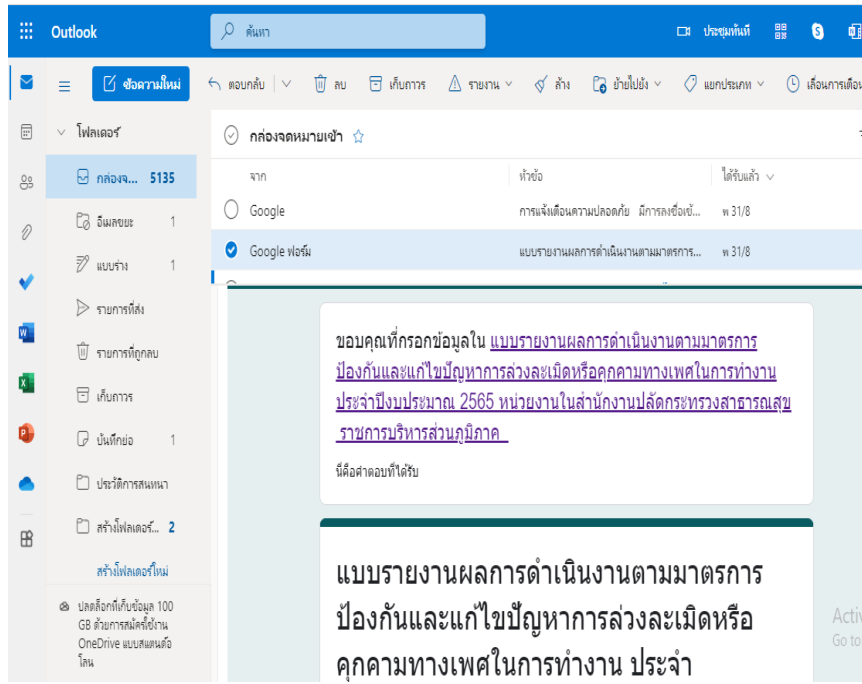 Outlook
ค้นหา
ประชุมทันที
ข้อความใหม่
ตอบกลับ
ลบ
เก็บถาวร
รายงาน
ล้าง
ย้ายไปยัง
แยกประเภท
เลื่อนการเตือน
โฟลเดอร์
กล่องจดหมายเข้า
กล่องจ... 5135
จาก หัวข้อ ได้รับแล้ว
Google การแจ้งเตือนความปลอดภัย มีการลงชื่อเข้... พ 31/8
อีเมลขยะ 1
Google ฟอร์ม แบบรายงานผลการดำเนินงานตามมาตรการ... พ 31/8
แบบร่าง 1
รายการที่ส่ง
รายการที่ถูกลบ
เก็บถาวร
บันทึกย่อ 1
ประวัติการสนทนา
สร้างโฟลเดอร์... 2
สร้างโฟลเดอร์ใหม่
ปลดล็อกที่เก็บข้อมูล 100
GB ด้วยการสมัครใช้งาน
OneDrive แบบสแตนด์อ
โลน
ขอบคุณที่กรอกข้อมูลใน แบบรายงานผลการดำเนินงานตามมาตรการ
ป้องกันและแก้ไขปัญหาการล่วงละเมิดหรือคุกคามทางเพศในการทำงาน
ประจำปีงบประมาณ 2565 หน่วยงานในสำนักงานปลัดกระทรวงสาธารณสุข
ราชการบริหารส่วนภูมิภาค
นี่คือคำตอบที่ได้รับ
แบบรายงานผลการดำเนินงานตามมาตรการ
ป้องกันและแก้ไขปัญหาการล่วงละเมิดหรือ
คุกคามทางเพศในการทำงาน ประจำ
Activ
Go to